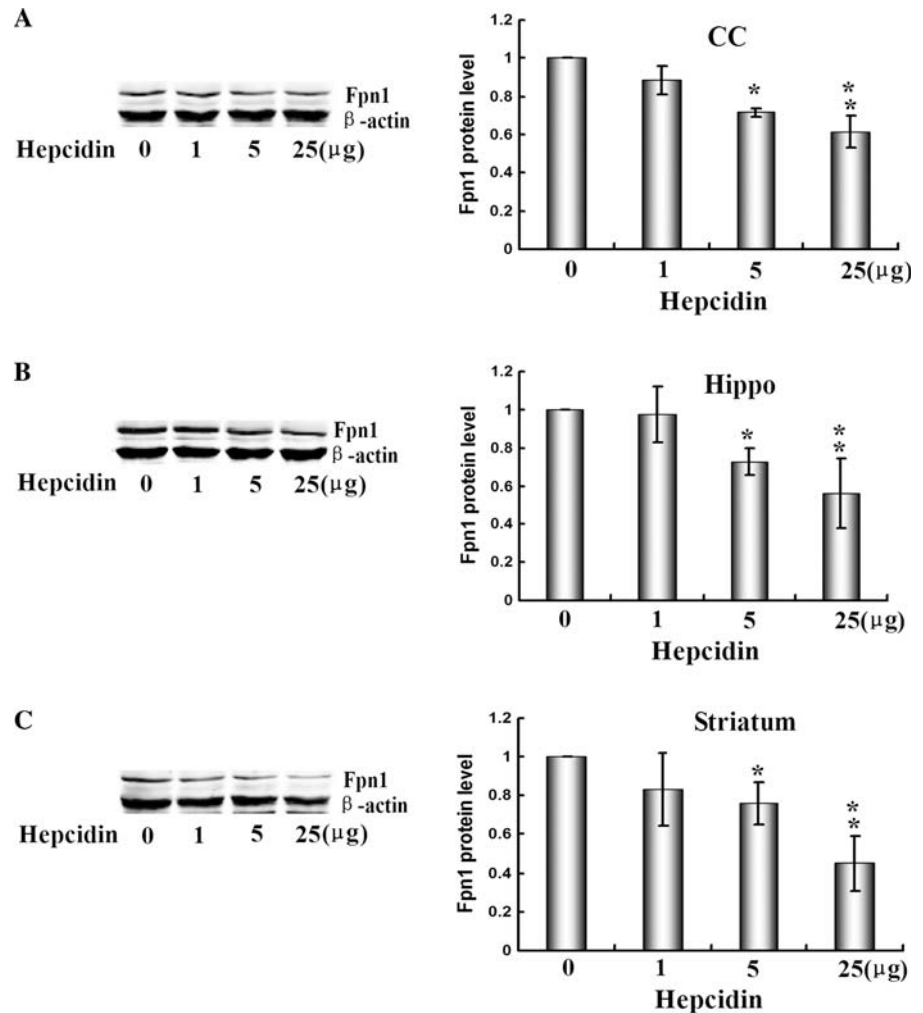 A
Fpn1
β-actin
Hepcidin 0 1 5 25(μg)
CC
Fpn1 protein level
1.2
1
0.8
0.6
0.4
0.2
0
*
*
*
0 1 5 25(μg)
Hepcidin
B
Fpn1
β-actin
Hepcidin 0 1 5 25(μg)
Hippo
Fpn1 protein level
1.2
1
0.8
0.6
0.4
0.2
0
*
*
*
0 1 5 25(μg)
Hepcidin
C
Fpn1
β-actin
Hepcidin 0 1 5 25(μg)
Striatum
Fpn1 protein level
1.2
1
0.8
0.6
0.4
0.2
0
*
*
*
0 1 5 25(μg)
Hepcidin